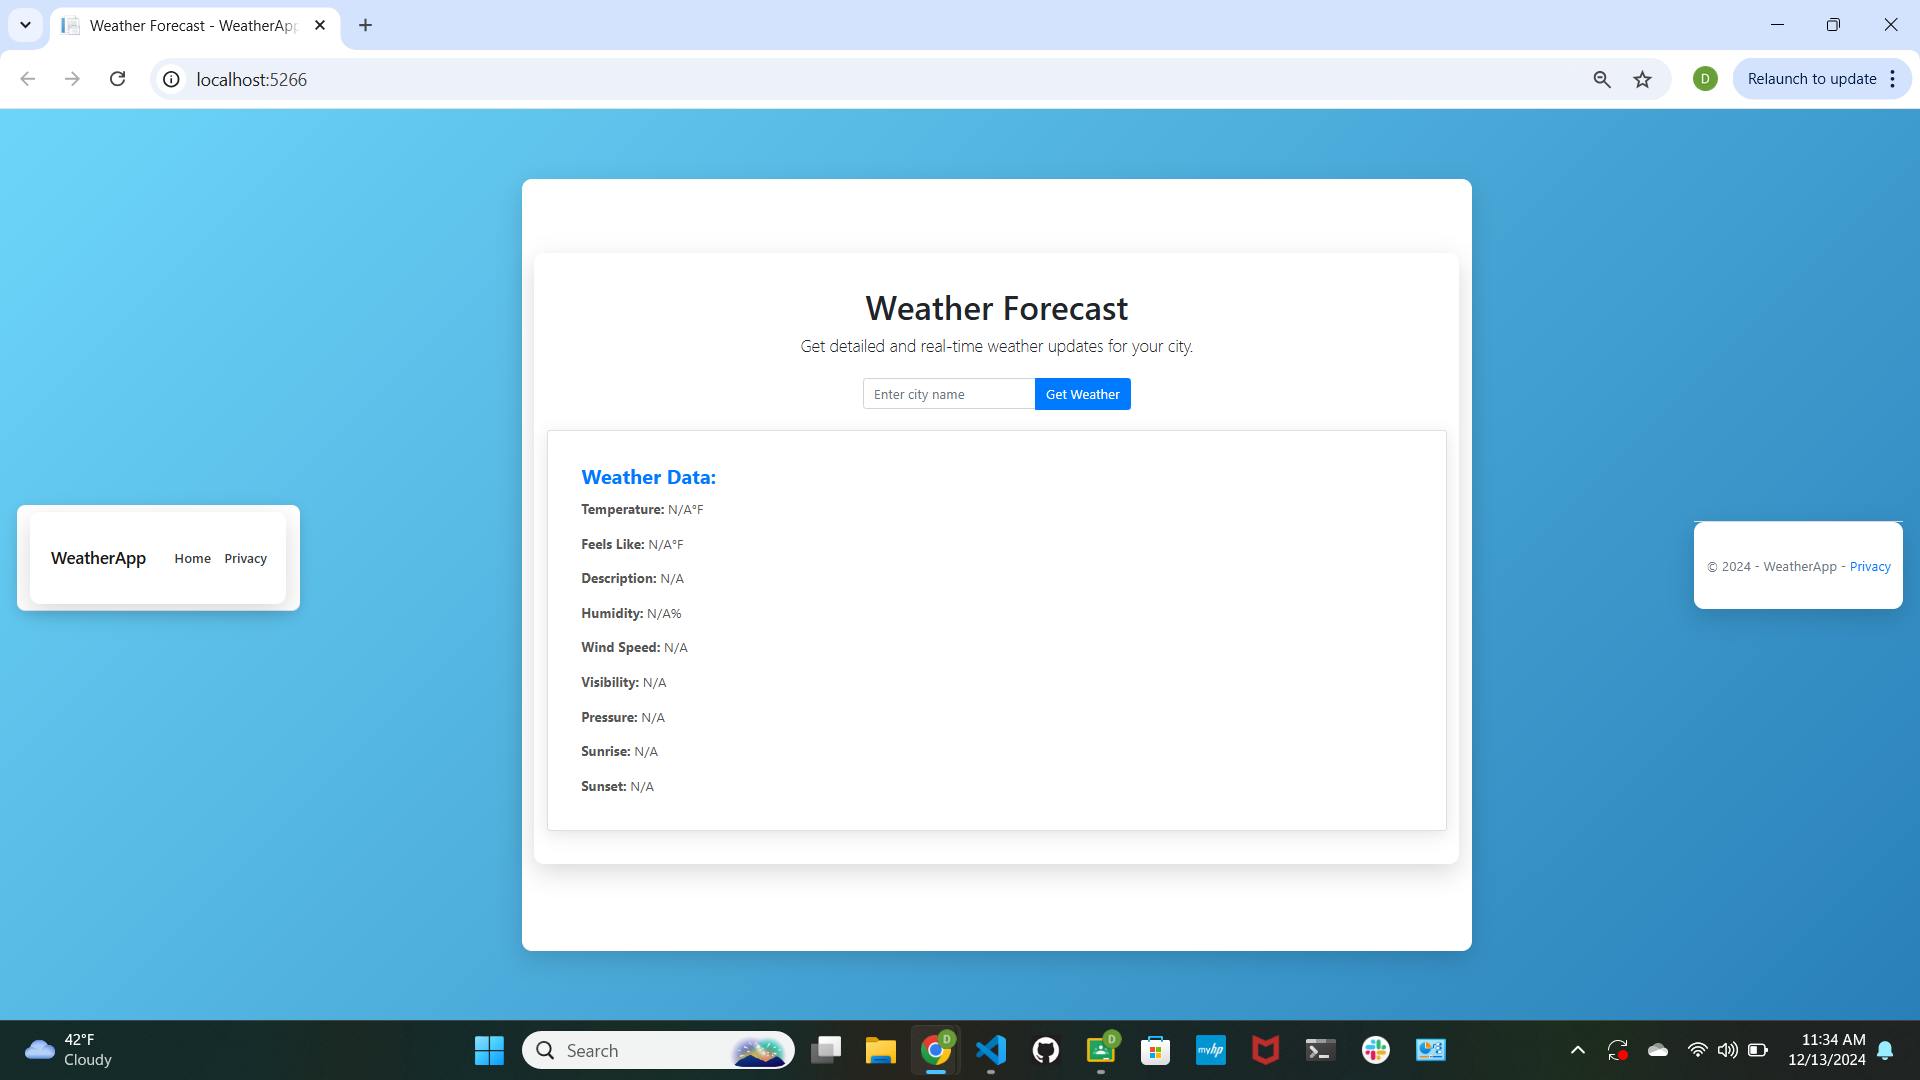 Weather Forecast - WeatherApp
localhost:5266
D
Relaunch to update
Weather Forecast
Get detailed and real-time weather updates for your city.
Enter city name
Get Weather
Weather Data:
Temperature: N/A°F
Feels Like: N/A°F
Description: N/A
Humidity: N/A%
Wind Speed: N/A
Visibility: N/A
Pressure: N/A
Sunrise: N/A
Sunset: N/A
WeatherApp Home Privacy
© 2024 - WeatherApp - Privacy
42°F
Cloudy
Search
D
D
myhp
11:34 AM
12/13/2024